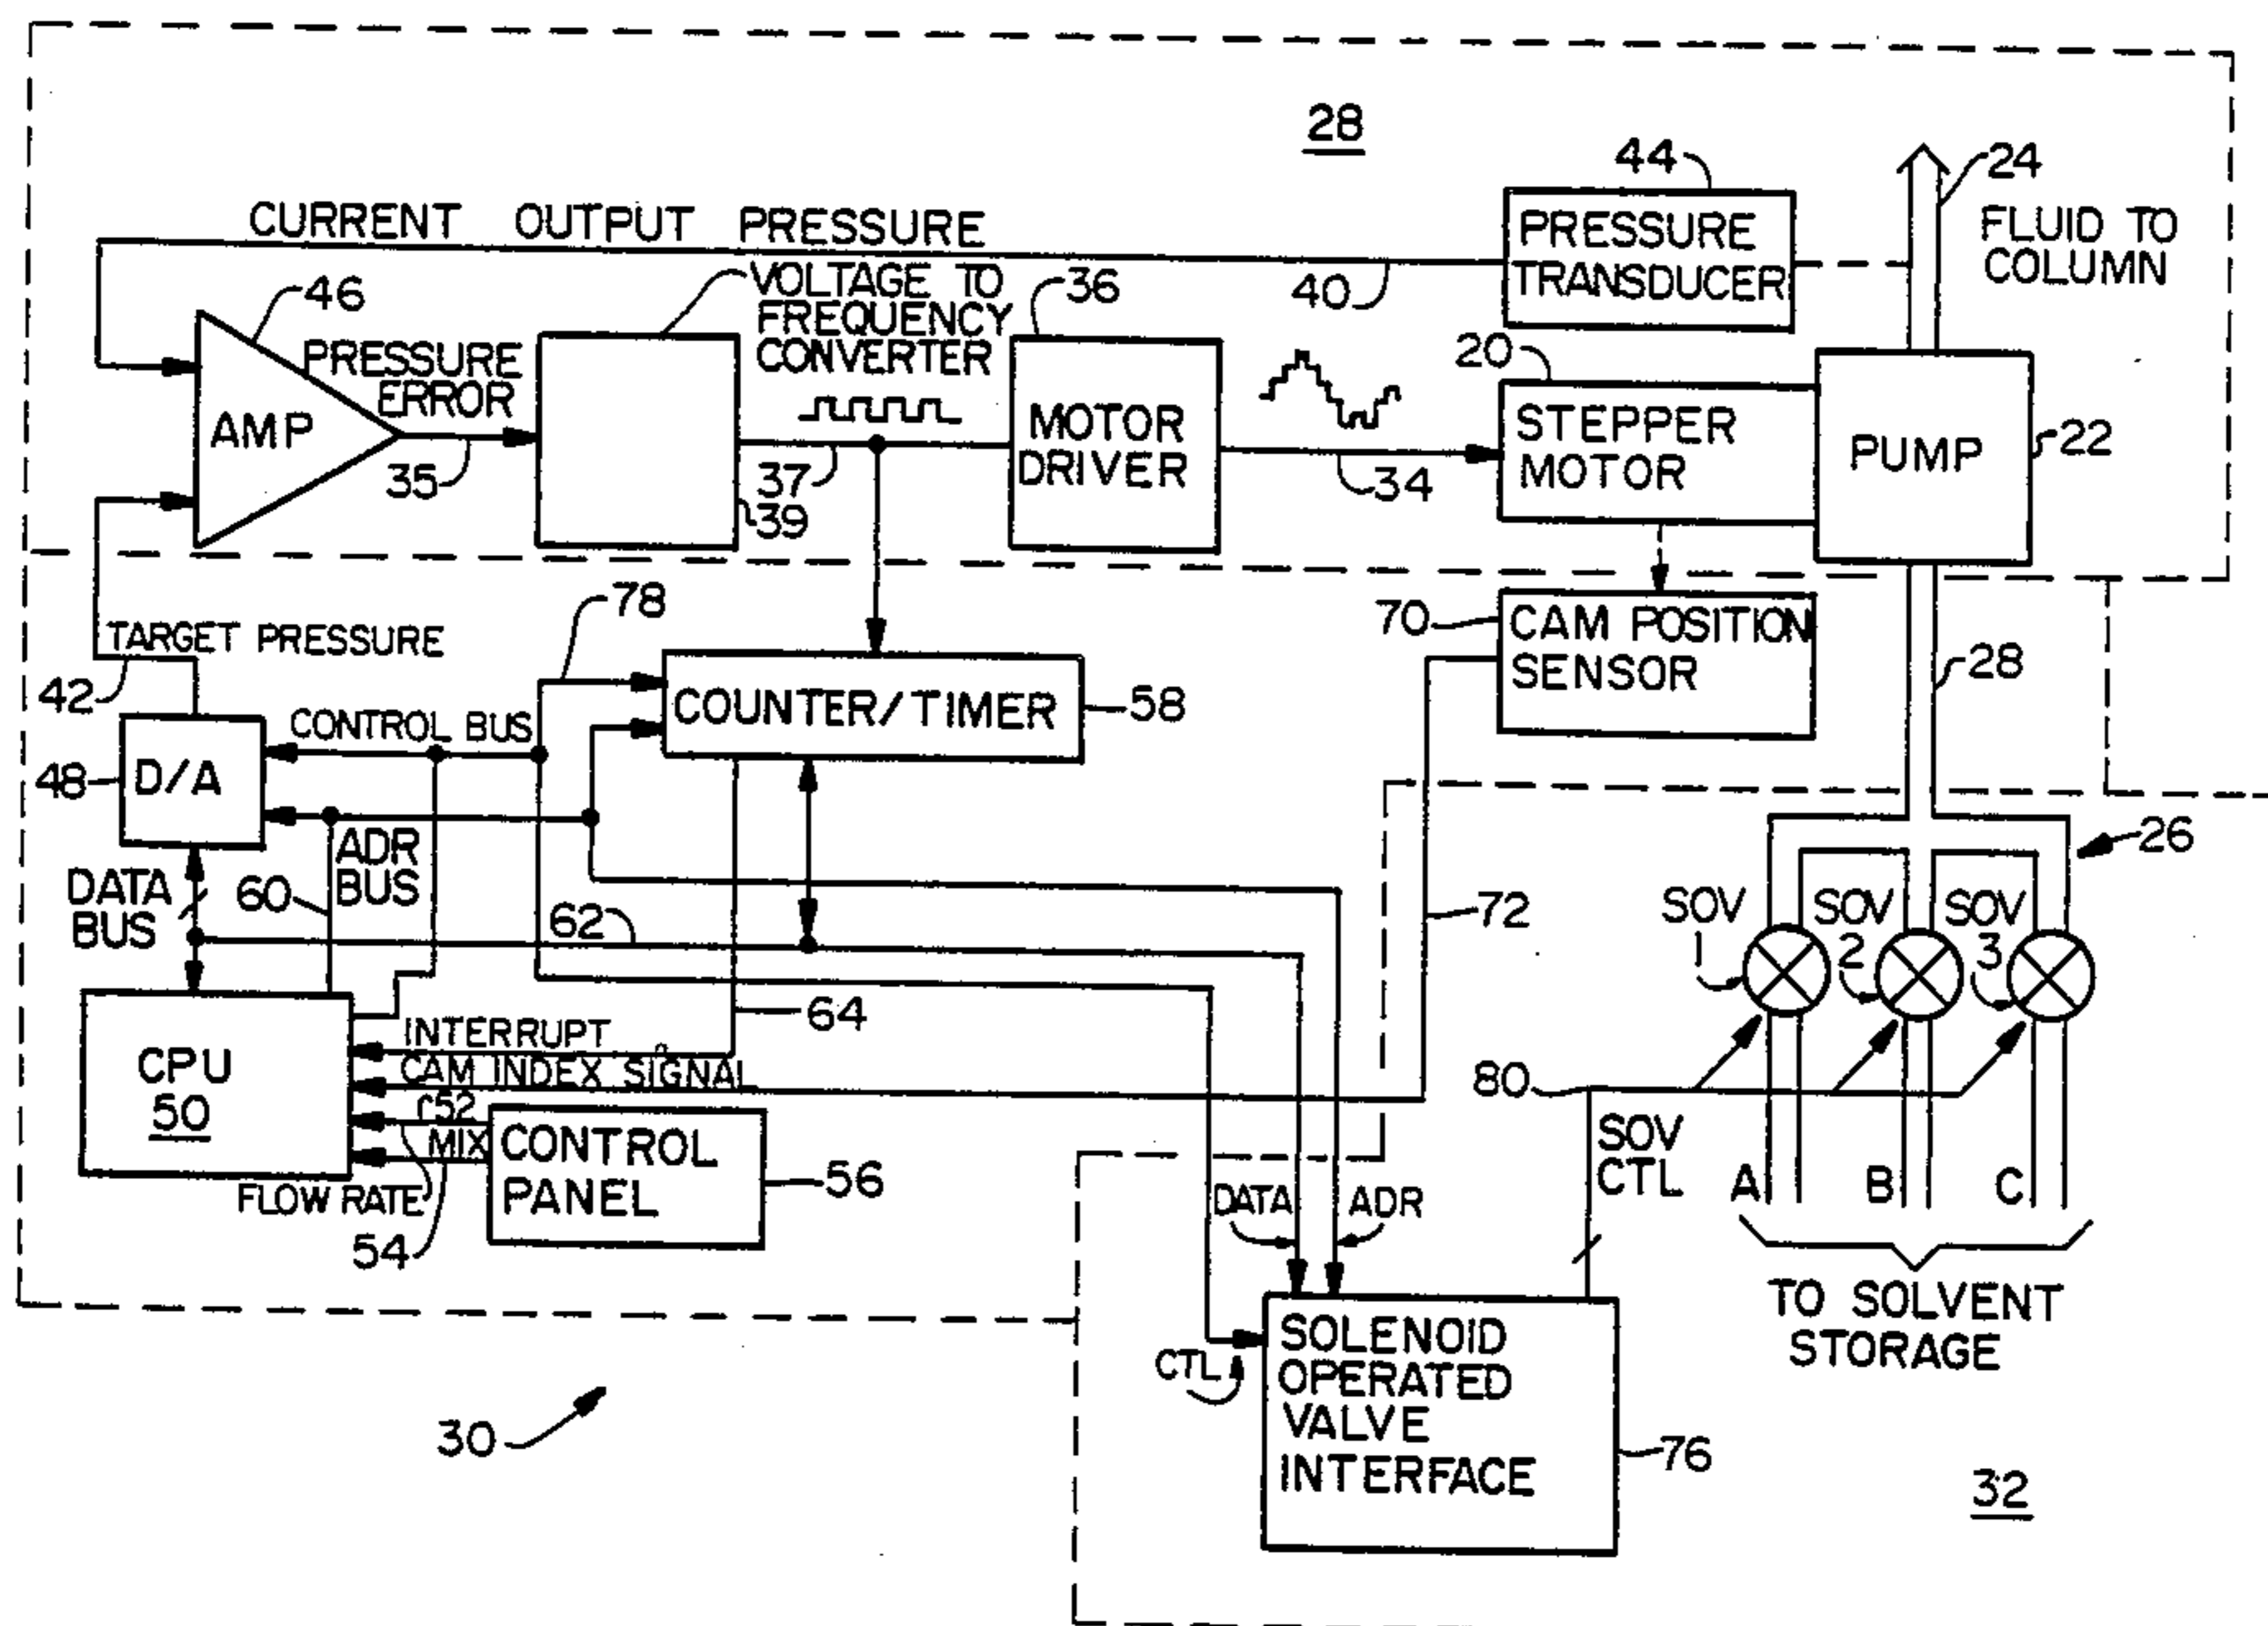 28
44
24
CURRENT OUTPUT PRESSURE
PRESSURE
TRANSDUCER
FLUID TO
COLUMN
40
46
VOLTAGE TO
FREQUENCY
CONVERTER
36
20
PRESSURE
ERROR
AMP
35
37
39
MOTOR
DRIVER
34
STEPPER
MOTOR
PUMP
22
78
70
CAM POSITION
SENSOR
28
TARGET PRESSURE
42
CONTROL BUS
COUNTER/TIMER
58
48
D/A
ADR
BUS
DATA
BUS
60
62
72
26
SOV
1
SOV
2
SOV
3
64
INTERRUPT
CAM INDEX SIGNAL
CPU
50
52
MIX
FLOW RATE
54
CONTROL
PANEL
56
80
SOV
CTL
A
B
C
DATA
ADR
TO SOLVENT
STORAGE
CTL
SOLENOID
OPERATED
VALVE
INTERFACE
76
30
32